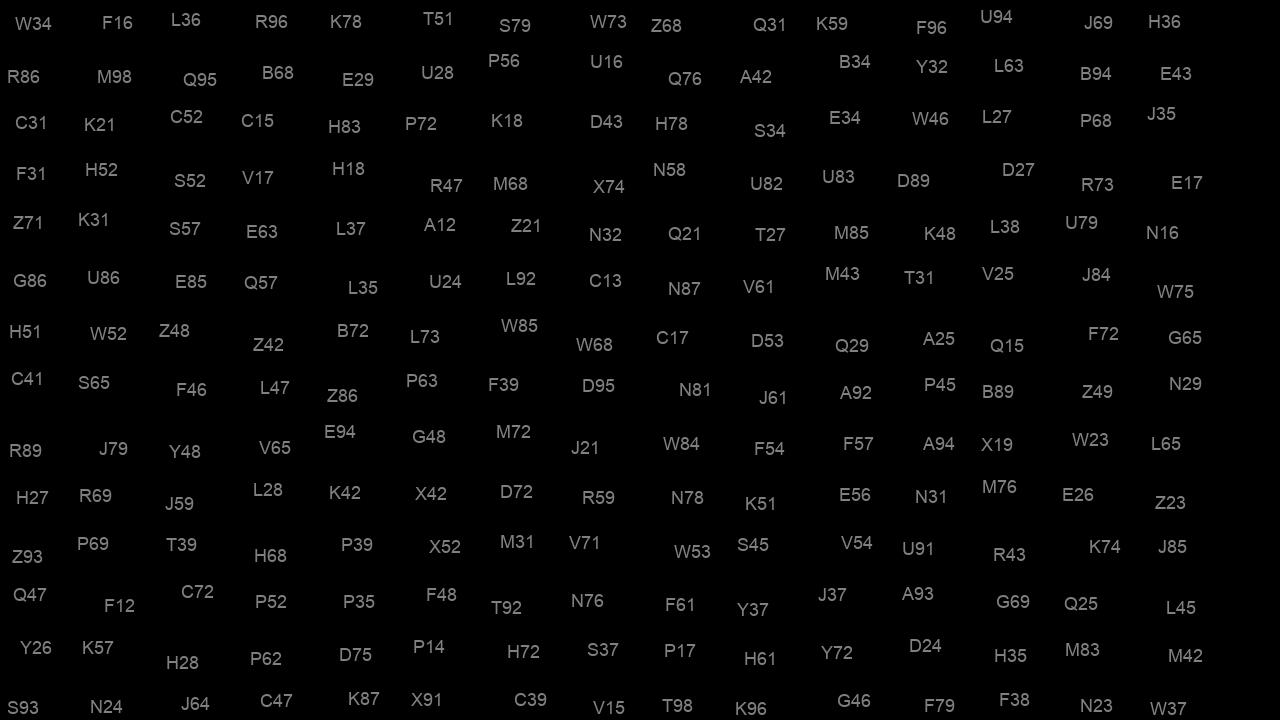 W34 F16 L36 R96 K78 T51 S79 W73 Z68 Q31 K59 F96 U94 J69 H36
R86 M98 Q95 B68 E29 U28 P56 U16 Q76 A42 B34 Y32 L63 B94 E43
C31 K21 C52 C15 H83 P72 K18 D43 H78 S34 E34 W46 L27 P68 J35
F31 H52 S52 V17 H18 R47 M68 X74 N58 U82 U83 D89 D27 R73 E17
Z71 K31 S57 E63 L37 A12 Z21 N32 Q21 T27 M85 K48 L38 U79 N16
G86 U86 E85 Q57 L35 U24 L92 C13 N87 V61 M43 T31 V25 J84 W75
H51 W52 Z48 Z42 B72 L73 W85 W68 C17 D53 Q29 A25 Q15 F72 G65
C41 S65 F46 L47 Z86 P63 F39 D95 N81 J61 A92 P45 B89 Z49 N29
R89 J79 Y48 V65 E94 G48 M72 J21 W84 F54 F57 A94 X19 W23 L65
H27 R69 J59 L28 K42 X42 D72 R59 N78 K51 E56 N31 M76 E26 Z23
Z93 P69 T39 H68 P39 X52 M31 V71 W53 S45 V54 U91 R43 K74 J85
Q47 F12 C72 P52 P35 F48 T92 N76 F61 Y37 J37 A93 G69 Q25 L45
Y26 K57 H28 P62 D75 P14 H72 S37 P17 H61 Y72 D24 H35 M83 M42
S93 N24 J64 C47 K87 X91 C39 V15 T98 K96 G46 F79 F38 N23 W37